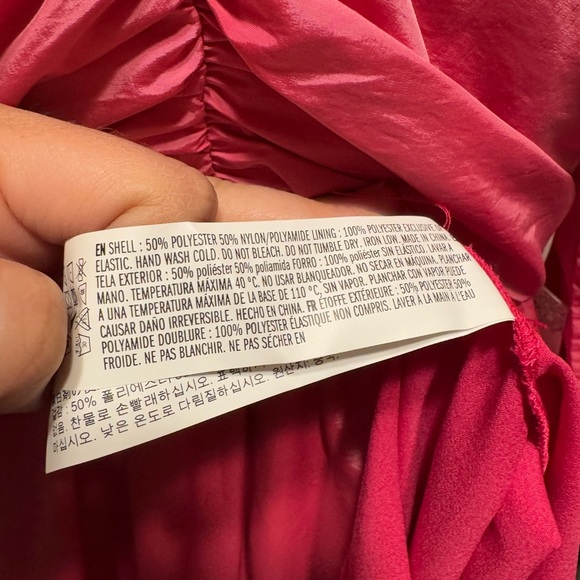 EN SHELL : 50% POLYESTER 50% NYLON/POLYAMIDE LINING : 100% POLYESTER EXCLUSIVE
ELASTIC. HAND WASH COLD. DO NOT BLEACH. DO NOT TUMBLE DRY. IRON LOW. MADE IN CHINA.
TELA EXTERIOR : 50% poliéster 50% poliamida FORRO : 100% poliéster SIN ELÁSTICO. LAVAR A
MANO. TEMPERATURA MÁXIMA 40 °C. NO USAR BLANQUEADOR. NO SECAR EN MÁQUINA. PLANCHAR
A UNA TEMPERATURA MÁXIMA DE LA BASE DE 110 °C, SIN VAPOR. PLANCHAR CON VAPOR PUEDE
CAUSAR DAÑO IRREVERSIBLE. HECHO EN CHINA. FR ÉTOFFE EXTÉRIEURE : 50% POLYESTER 50%
POLYAMIDE DOUBLURE : 100% POLYESTER ÉLASTIQUE NON COMPRIS. LAVER À LA MAIN À L'EAU
FROIDE. NE PAS BLANCHIR. NE PAS SÉCHER EN
50% 폴리에스터
찬물로 손빨래하십시오.
십시오. 낮은 온도로 다림질하십시오. 원산지: